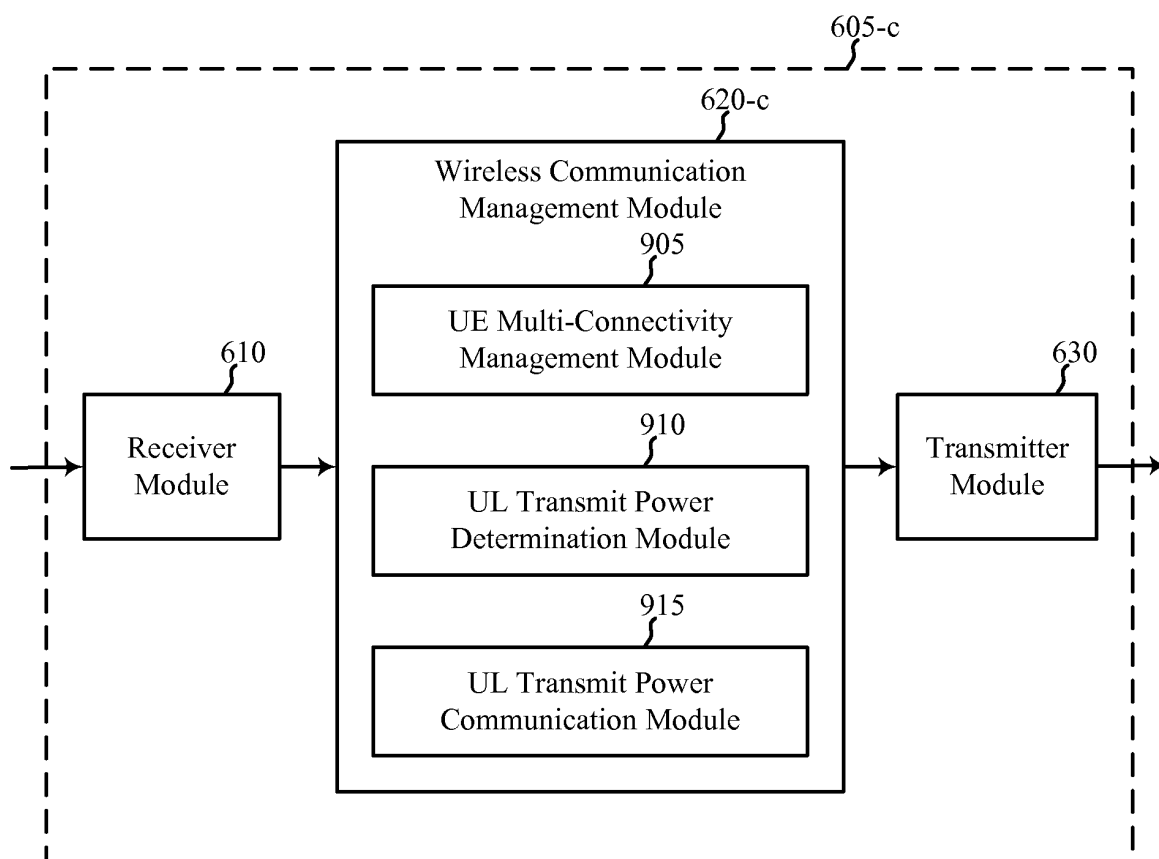 605-c
620-c
Wireless Communication
Management Module
905
UE Multi-Connectivity
Management Module
610
Receiver
Module
910
UL Transmit Power
Determination Module
630
Transmitter
Module
915
UL Transmit Power
Communication Module